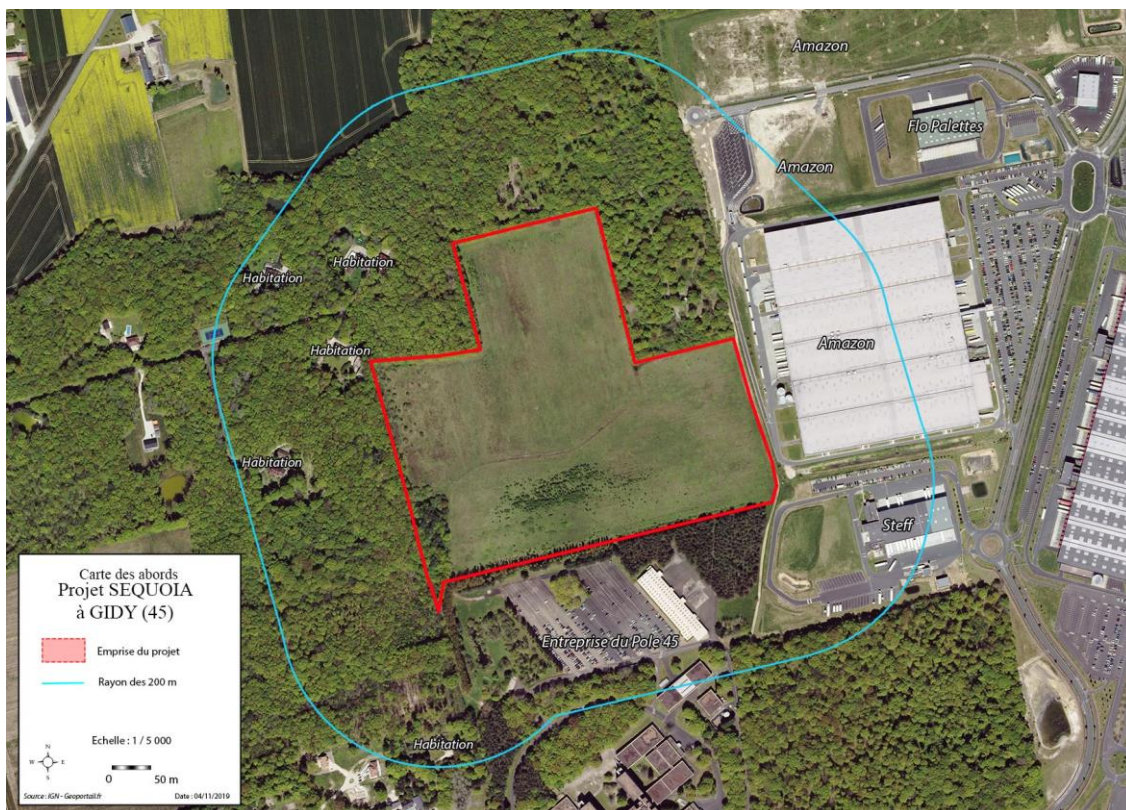 Amazon
Flo Palettes
Amazon
Habitation
Habitation
Habitation
Amazon
Habitation
Steff
Entreprise du Pole 45
Habitation
Carte des abords
Projet SEQUOIA
à GIDY (45)
Emprise du projet
Rayon des 200 m
Echelle : 1 / 5 000
N
W
E
S
0 50 m
Source : IGN - Geoportail.fr
Date : 04/11/2019